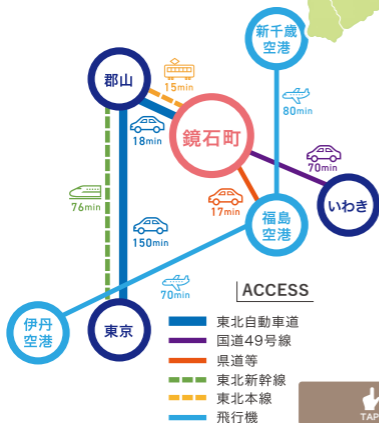 新千歳
空港
郡山
15min
鏡石町
18min
80min
70min
76min
17min
150min
福島
空港
いわき
70min
伊丹
空港
東京
ACCESS
東北自動車道
国道49号線
県道等
東北新幹線
東北本線
飛行機
TAP